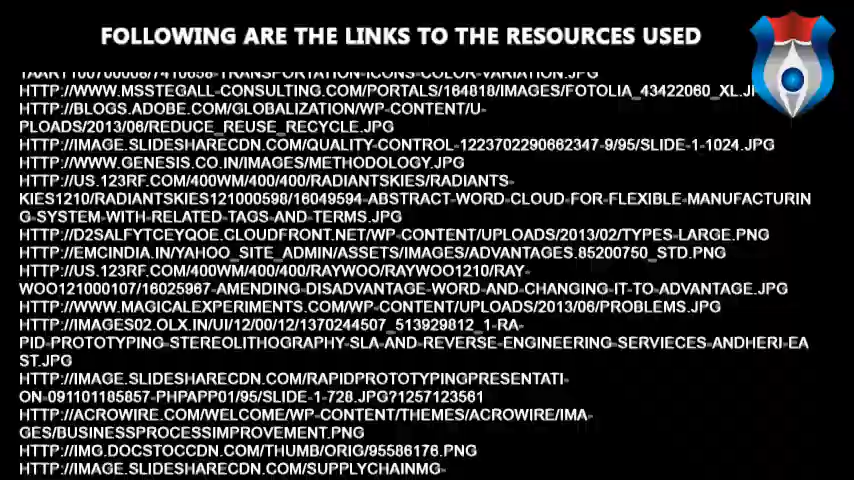 FOLLOWING ARE THE LINKS TO THE RESOURCES USED
HTTP://WWW.MSSTEGALL-CONSULTING.COM/PORTALS/164818/IMAGES/FOTOLIA_43422060_XL.JPG
HTTP://BLOGS.ADOBE.COM/GLOBALIZATION/WP-CONTENT/U-
PLOADS/2013/06/REDUCE_REUSE_RECYCLE.JPG
HTTP://IMAGE.SLIDESHARECDN.COM/QUALITY-CONTROL-1223702290662347-9/95/SLIDE-1-1024.JPG
HTTP://WWW.GENESIS.CO.IN/IMAGES/METHODOLOGY.JPG
HTTP://US.123RF.COM/400WM/400/400/RADIANTSKIES/RADIANTS-
KIES1210/RADIANTSKIES121000598/16049594-ABSTRACT-WORD-CLOUD-FOR-FLEXIBLE-MANUFACTURIN
G-SYSTEM-WITH-RELATED-TAGS-AND-TERMS.JPG
HTTP://D2SALFYTCEYQOE.CLOUDFRONT.NET/WP-CONTENT/UPLOADS/2013/02/TYPES-LARGE.PNG
HTTP://EMCINDIA.IN/YAHOO_SITE_ADMIN/ASSETS/IMAGES/ADVANTAGES.85200750_STD.PNG
HTTP://US.123RF.COM/400WM/400/400/RAYWOO/RAYWOO1210/RAY-
WOO121000107/16025967-AMENDING-DISADVANTAGE-WORD-AND-CHANGING-IT-TO-ADVANTAGE.JPG
HTTP://WWW.MAGICALEXPERIMENTS.COM/WP-CONTENT/UPLOADS/2013/06/PROBLEMS.JPG
HTTP://IMAGES02.OLX.IN/UI/12/00/12/1370244507_513929812_1-RA-
PID-PROTOTYPING-STEREOLITHOGRAPHY-SLA-AND-REVERSE-ENGINEERING-SERVIECES-ANDHERI-EA
ST.JPG
HTTP://IMAGE.SLIDESHARECDN.COM/RAPIDPROTOTYPINGPRESENTATI-
ON-091101185857-PHPAPP01/95/SLIDE-1-728.JPG?1257123561
HTTP://ACROWIRE.COM/WELCOME/WP-CONTENT/THEMES/ACROWIRE/IMA-
GES/BUSINESSPROCESSIMPROVEMENT.PNG
HTTP://IMG.DOCSTOCCDN.COM/THUMB/ORIG/95586176.PNG
HTTP://IMAGE.SLIDESHARECDN.COM/SUPPLYCHAINMG-